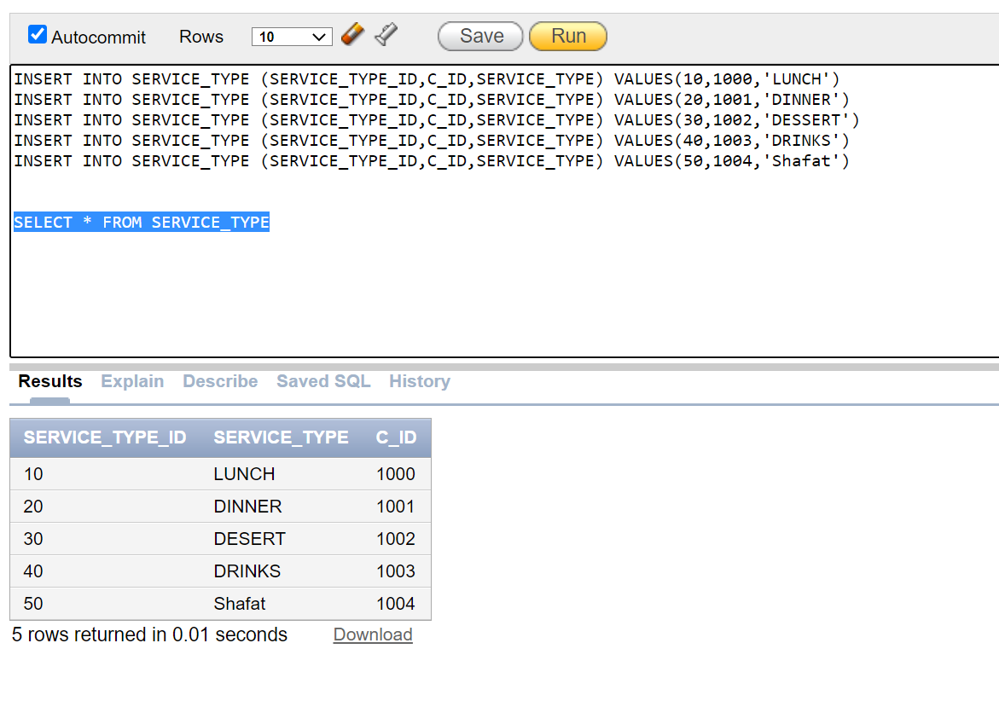 Autocommit Rows 10 Save Run
INSERT INTO SERVICE_TYPE (SERVICE_TYPE_ID,C_ID,SERVICE_TYPE) VALUES(10,1000,'LUNCH')
INSERT INTO SERVICE_TYPE (SERVICE_TYPE_ID,C_ID,SERVICE_TYPE) VALUES(20,1001,'DINNER')
INSERT INTO SERVICE_TYPE (SERVICE_TYPE_ID,C_ID,SERVICE_TYPE) VALUES(30,1002,'DESSERT')
INSERT INTO SERVICE_TYPE (SERVICE_TYPE_ID,C_ID,SERVICE_TYPE) VALUES(40,1003,'DRINKS')
INSERT INTO SERVICE_TYPE (SERVICE_TYPE_ID,C_ID,SERVICE_TYPE) VALUES(50,1004,'Shafat')
SELECT * FROM SERVICE_TYPE
Results Explain Describe Saved SQL History
SERVICE_TYPE_ID SERVICE_TYPE C_ID
10 LUNCH 1000
20 DINNER 1001
30 DESERT 1002
40 DRINKS 1003
50 Shafat 1004
5 rows returned in 0.01 seconds Download